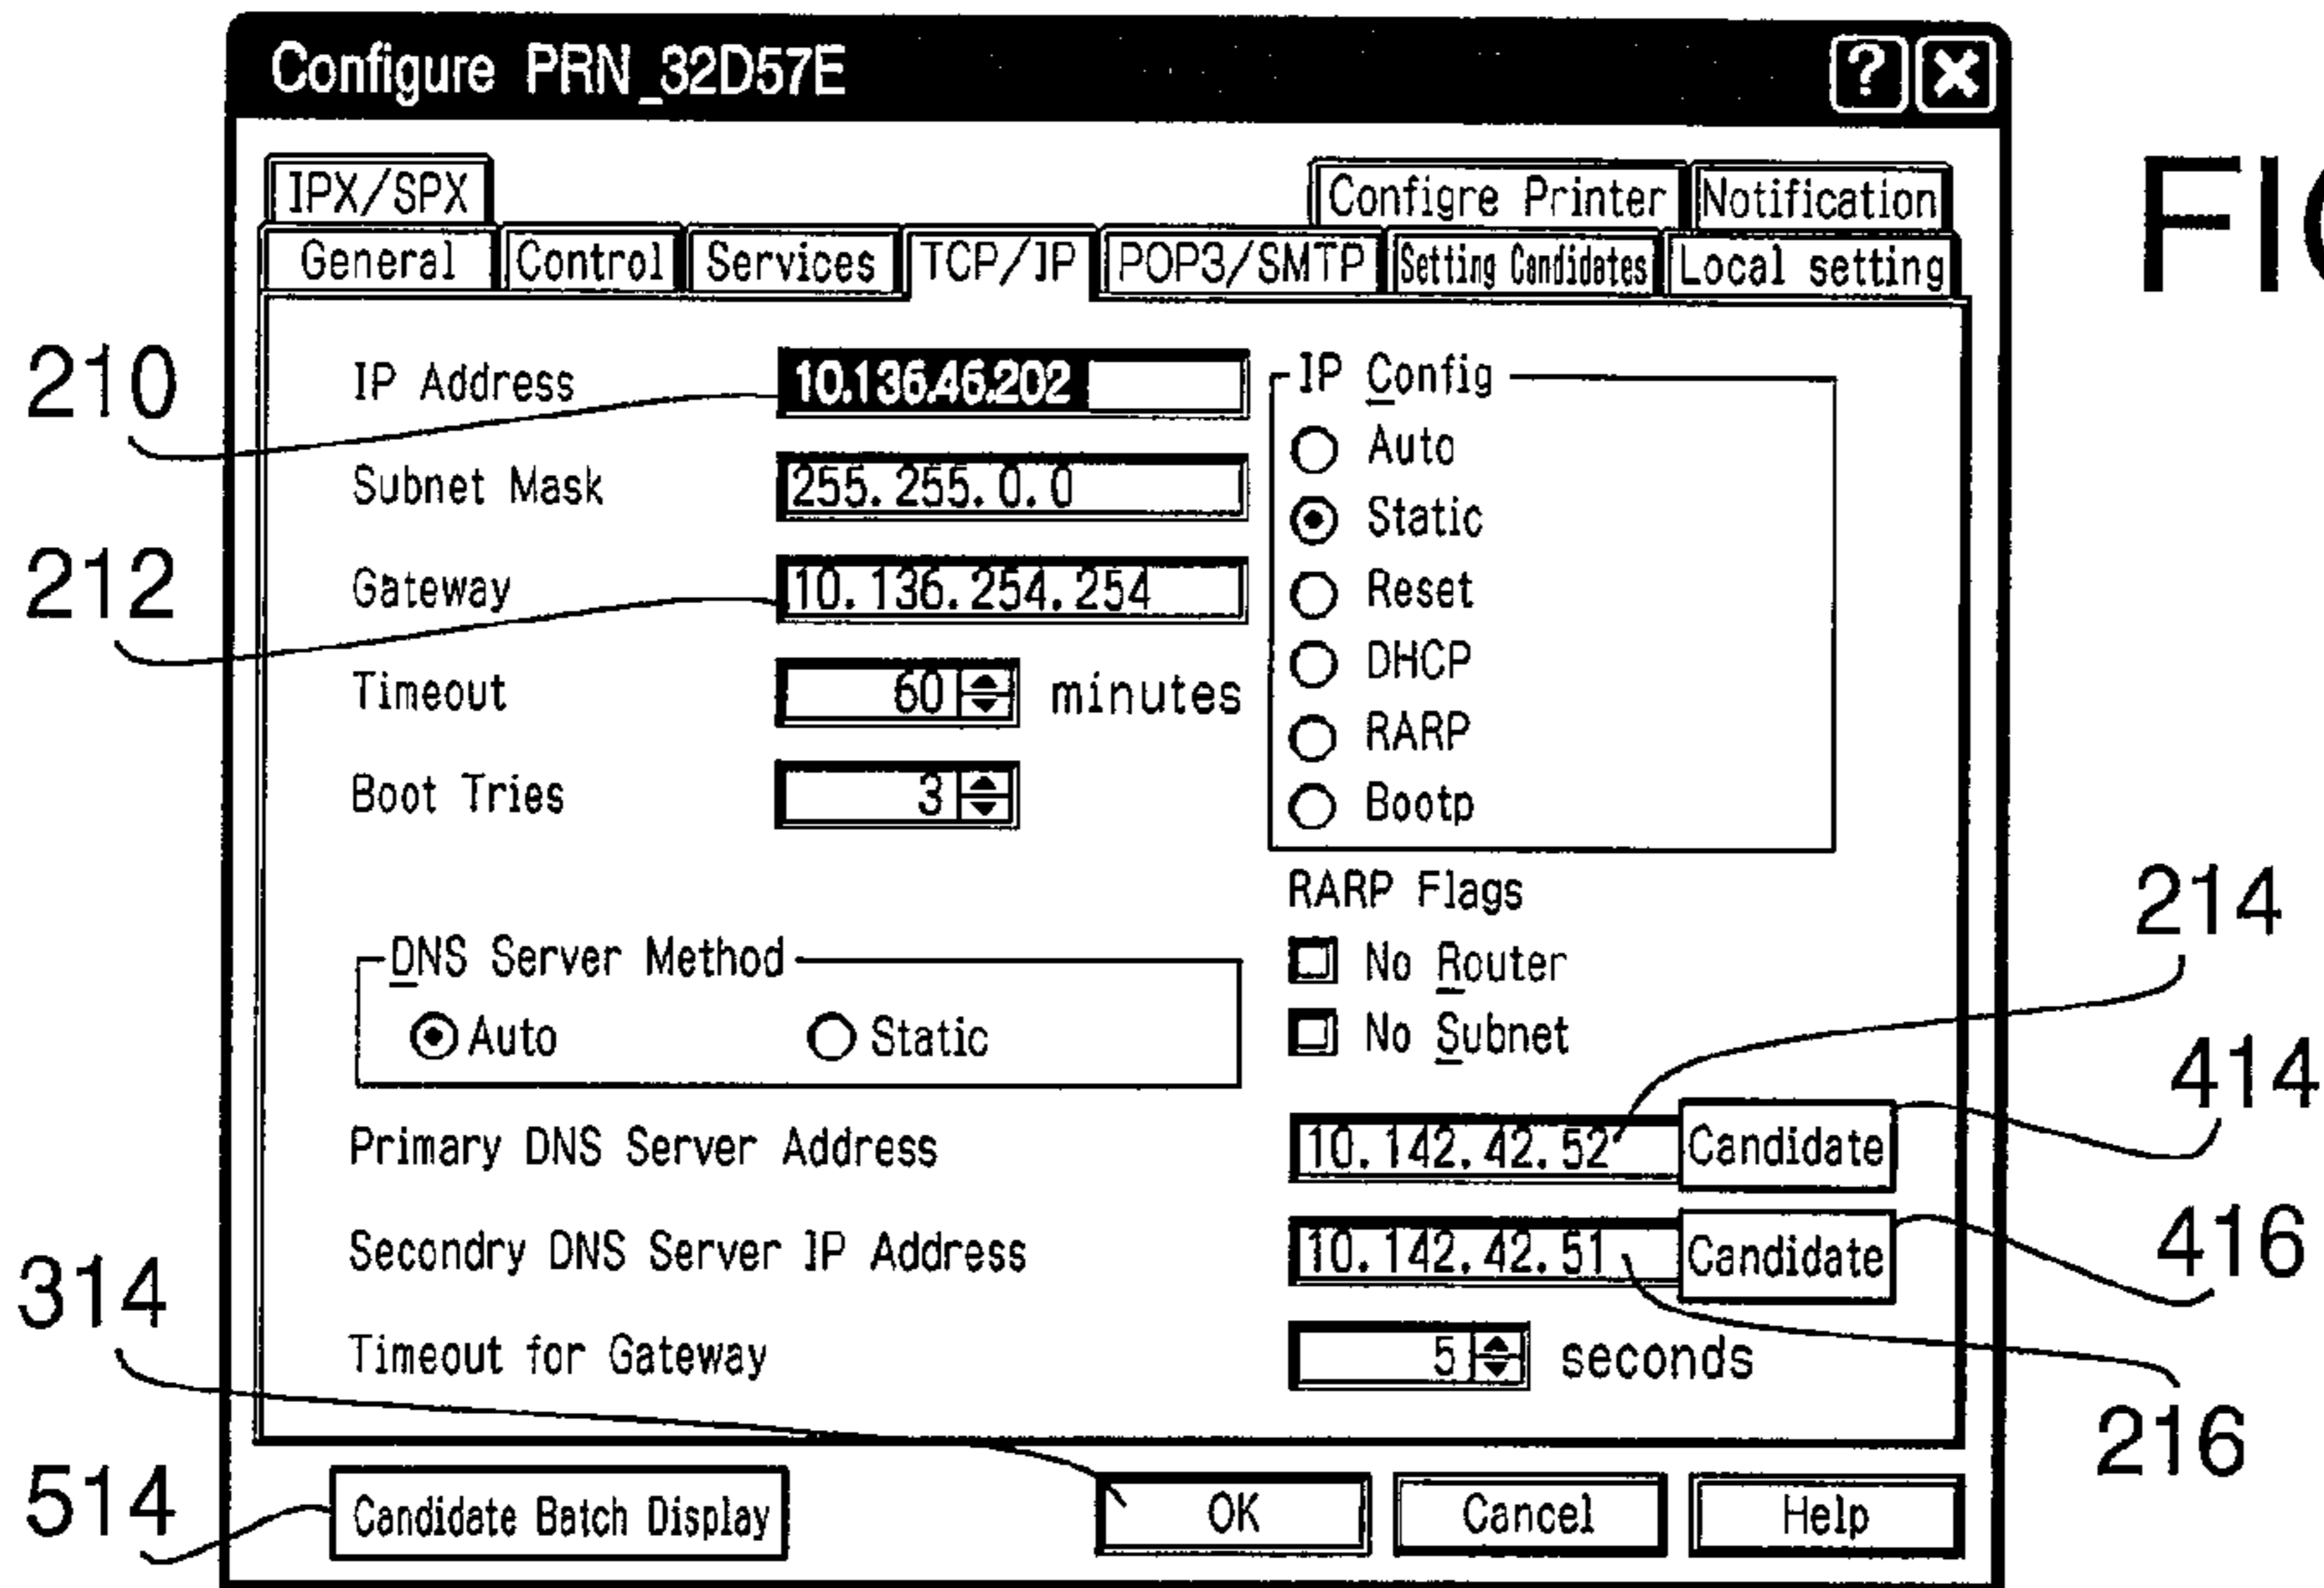 Configure PRN_32D57E ? ×
FIG
IPX/SPX Configre Printer Notification
General Control Services TCP/IP POP3/SMTP Setting Candidates Local setting
210 IP Address 10.136.46.202 IP Config
Auto
Subnet Mask 255.255.0.0 Static
212 Gateway 10.136.254.254 Reset
DHCP
Timeout 60 minutes
RARP
Boot Tries 3 Bootp
RARP Flags 214
DNS Server Method No Router
Auto Static No Subnet
414
Primary DNS Server Address 10.142.42.52 Candidate
416
Secondry DNS Server IP Address 10.142.42.51 Candidate
314
Timeout for Gateway 5 seconds
216
514 Candidate Batch Display OK Cancel Help